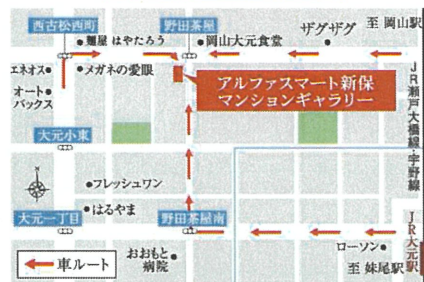 西古松西町
野田茶屋
ザグザグ
至 岡山駅
麺屋 はやたろう
岡山大元食堂
エネオス
メガネの愛眼
オート
バックス
アルファスマート新保
マンションギャラリー
JR瀬戸大橋線・宇野線
大元小東
フレッシュワン
はるやま
大元一丁目
野田茶屋南
JR大元駅
おおもと
病院
ローソン
至 妹尾駅
車ルート